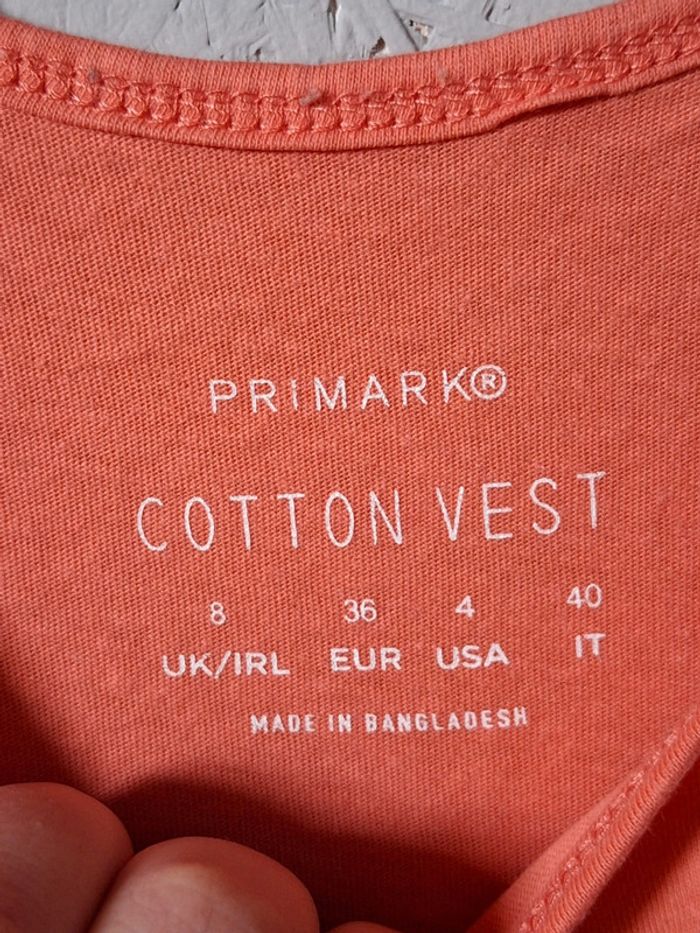 PRIMARK®
COTTON VEST
8 36 4 40
UK/IRL EUR USA IT
MADE IN BANGLADESH